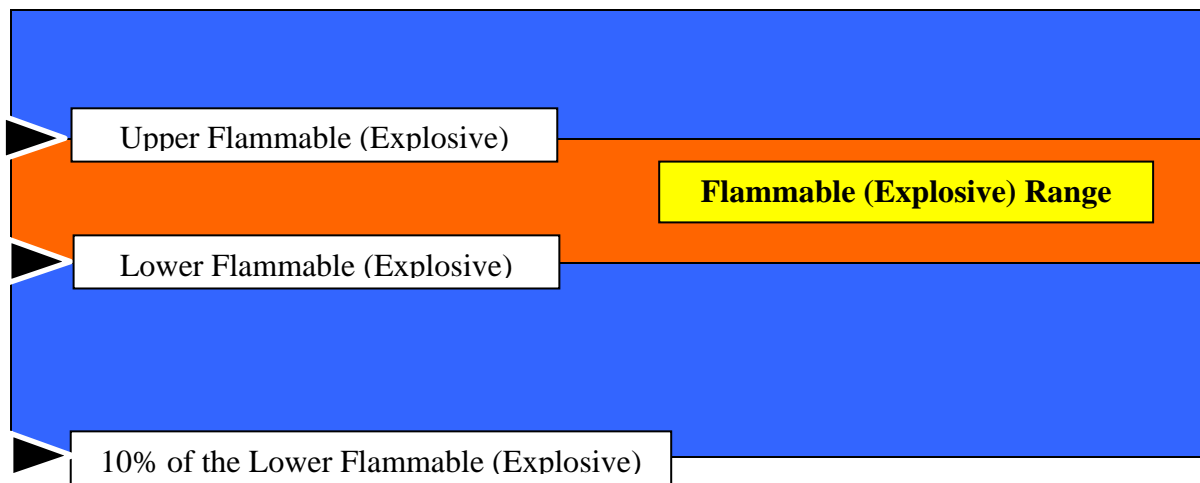 Upper Flammable (Explosive)
Flammable (Explosive) Range
Lower Flammable (Explosive)
10% of the Lower Flammable (Explosive)